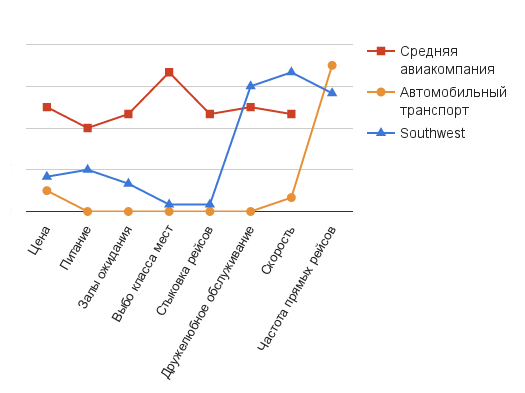 Средняя
авиакомпания
Автомобильный
транспорт
Southwest
Цена
Питание
Залы ожидания
Выбо класса мест
Стыковка рейсов
Дружелюбное обслуживание
Скорость
Частота прямых рейсов